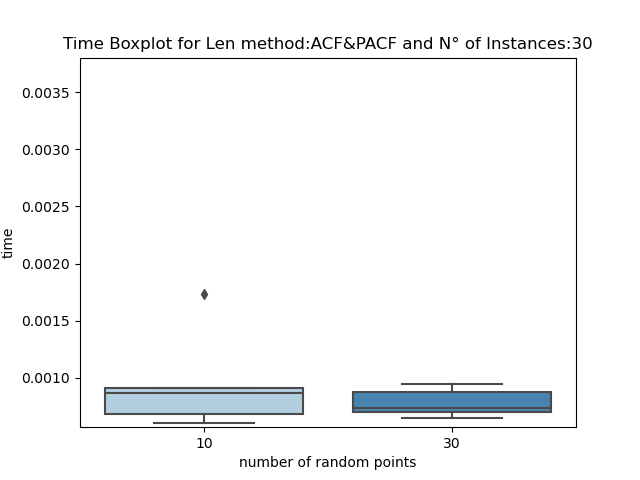 Time Boxplot for Len method:ACF&PACF and N° of Instances:30
0.0035
0.0030
0.0025
0.0020
0.0015
0.0010
time
10
30
number of random points